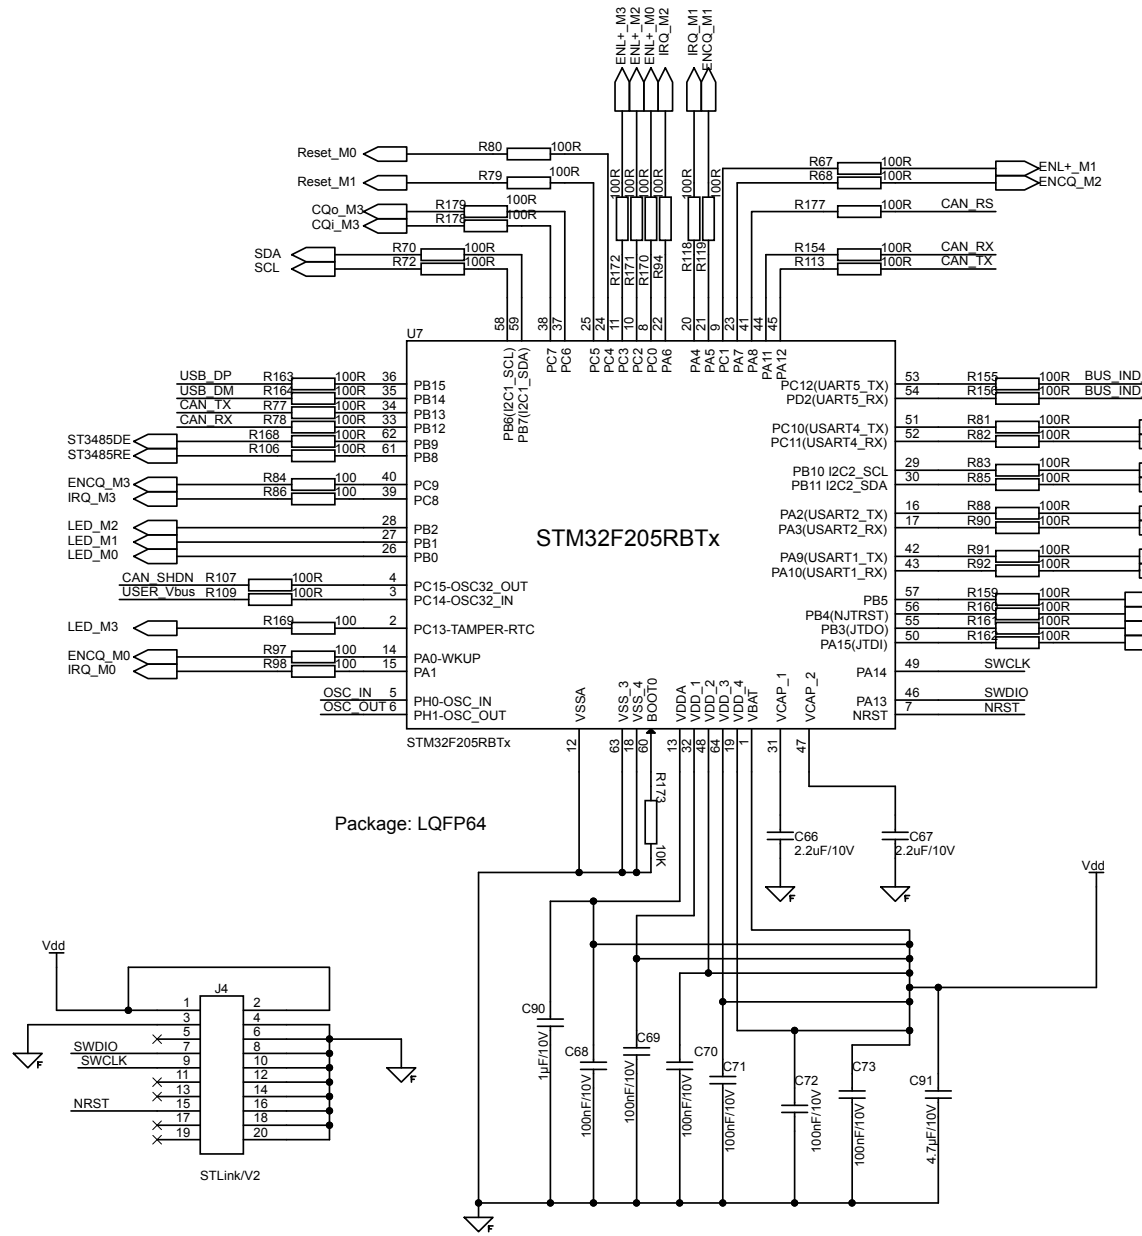 ENL+_M3
ENL+_M2
ENL+_M0
IRQ_M2
IRQ_M1
ENCQ_M1
Reset_M0 R80 100R
Reset_M1 R79 100R
CQo_M3 R179 100R
CQi_M3 R178 100R
SDA R70 100R
SCL R72 100R
100R 100R 100R 100R 100R 100R
R172 R171 R170 R94 R118 R119
R67 100R ENL+_M1
R68 100R ENCQ_M2
R177 100R CAN_RS
R154 100R CAN_RX
R113 100R CAN_TX
58 59 38 37 25 24 11 10 8 22 20 21 9 23 41 44 45
U7
PB6(I2C1_SCL)
PB7(I2C1_SDA)
PC7 PC6 PC5 PC4 PC3 PC2 PC0 PA6 PA4 PA5 PC1 PA7 PA8 PA11 PA12
USB_DP R163 100R 36 PB15
USB_DM R164 100R 35 PB14
CAN_TX R77 100R 34 PB13
CAN_RX R78 100R 33 PB12
ST3485DE R168 100R 62 PB9
ST3485RE R106 100R 61 PB8
ENCQ_M3 R84 100 40 PC9
IRQ_M3 R86 100 39 PC8
LED_M2 28 PB2
LED_M1 27 PB1
LED_M0 26 PB0
CAN_SHDN R107 100R 4 PC15-OSC32_OUT
USER_Vbus R109 100R 3 PC14-OSC32_IN
LED_M3 R169 100 2 PC13-TAMPER-RTC
ENCQ_M0 R97 100 14 PA0-WKUP
IRQ_M0 R98 100 15 PA1
OSC_IN 5 PH0-OSC_IN
OSC_OUT 6 PH1-OSC_OUT
STM32F205RBTx
PC12(UART5_TX) 53 R155 100R BUS_IND
PD2(UART5_RX) 54 R156 100R BUS_IND
PC10(USART4_TX) 51 R81 100R
PC11(USART4_RX) 52 R82 100R
PB10 I2C2_SCL 29 R83 100R
PB11 I2C2_SDA 30 R85 100R
PA2(USART2_TX) 16 R88 100R
PA3(USART2_RX) 17 R90 100R
PA9(USART1_TX) 42 R91 100R
PA10(USART1_RX) 43 R92 100R
PB5 57 R159 100R
PB4(NJTRST) 56 R160 100R
PB3(JTDO) 55 R161 100R
PA15(JTDI) 50 R162 100R
PA14 49 SWCLK
PA13 46 SWDIO
NRST 7 NRST
VSSA VSS_3 VSS_4 BOOT0 VDDA VDD_1 VDD_2 VDD_3 VDD_4 VBAT VCAP_1 VCAP_2
STM32F205RBTx
12 63 18 60 13 32 48 64 19 1 31 47
R173
10K
Package: LQFP64
C66
2.2uF/10V
C67
2.2uF/10V
F
F
Vdd
Vdd
J4
1 2
3 4
5 6
SWDIO 7 8
SWCLK 9 10
11 12
13 14
NRST 15 16
17 18
19 20
F
F
STLink/V2
C90
1µF/10V
C68
100nF/10V
C69
100nF/10V
C70
100nF/10V
C71
100nF/10V
C72
100nF/10V
C73
100nF/10V
C91
4.7µF/10V
F